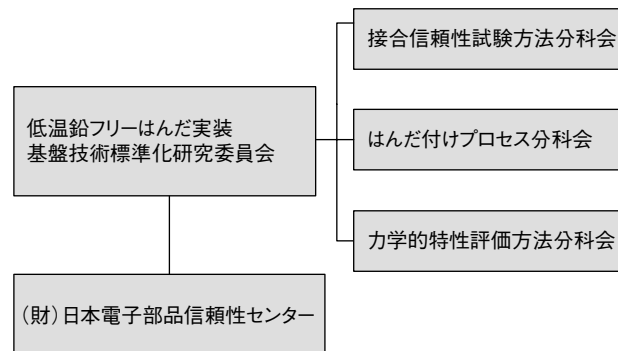 接合信頼性試験方法分科会
低温鉛フリーはんだ実装
基盤技術標準化研究委員会
はんだ付けプロセス分科会
力学的特性評価方法分科会
（財）日本電子部品信頼性センター